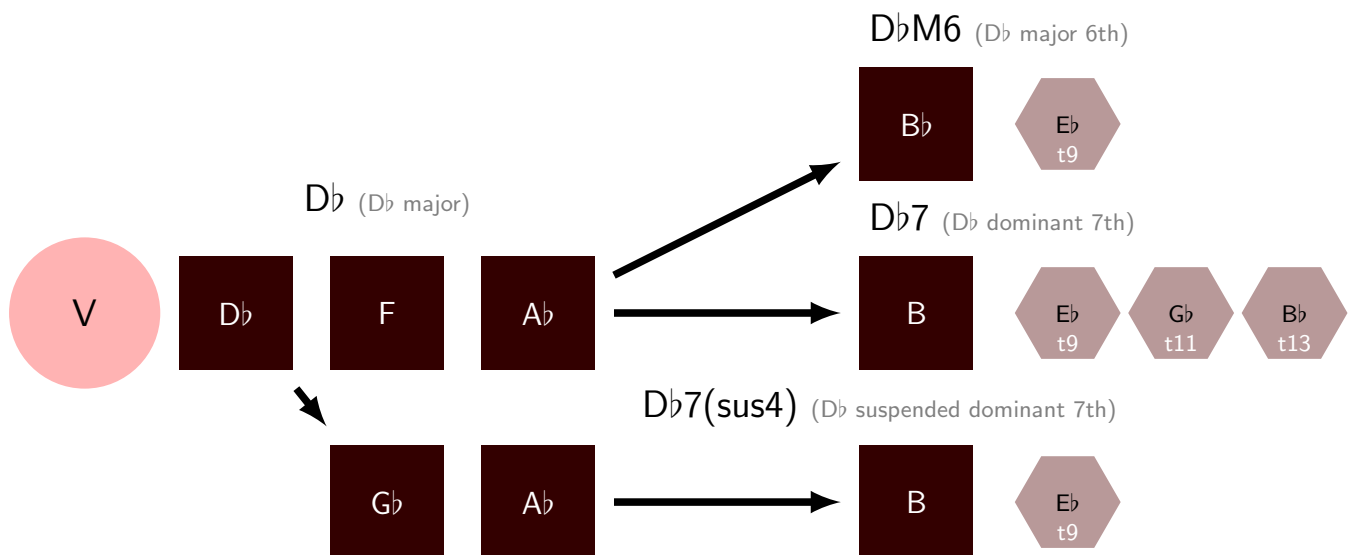 D♭M6 (D♭ major 6th)
B♭ E♭
t9
D♭ (D♭ major)
D♭7 (D♭ dominant 7th)
V D♭ F A♭ B E♭ G♭ B♭
t9 t11 t13
D♭7(sus4) (D♭ suspended dominant 7th)
G♭ A♭ B E♭
t9